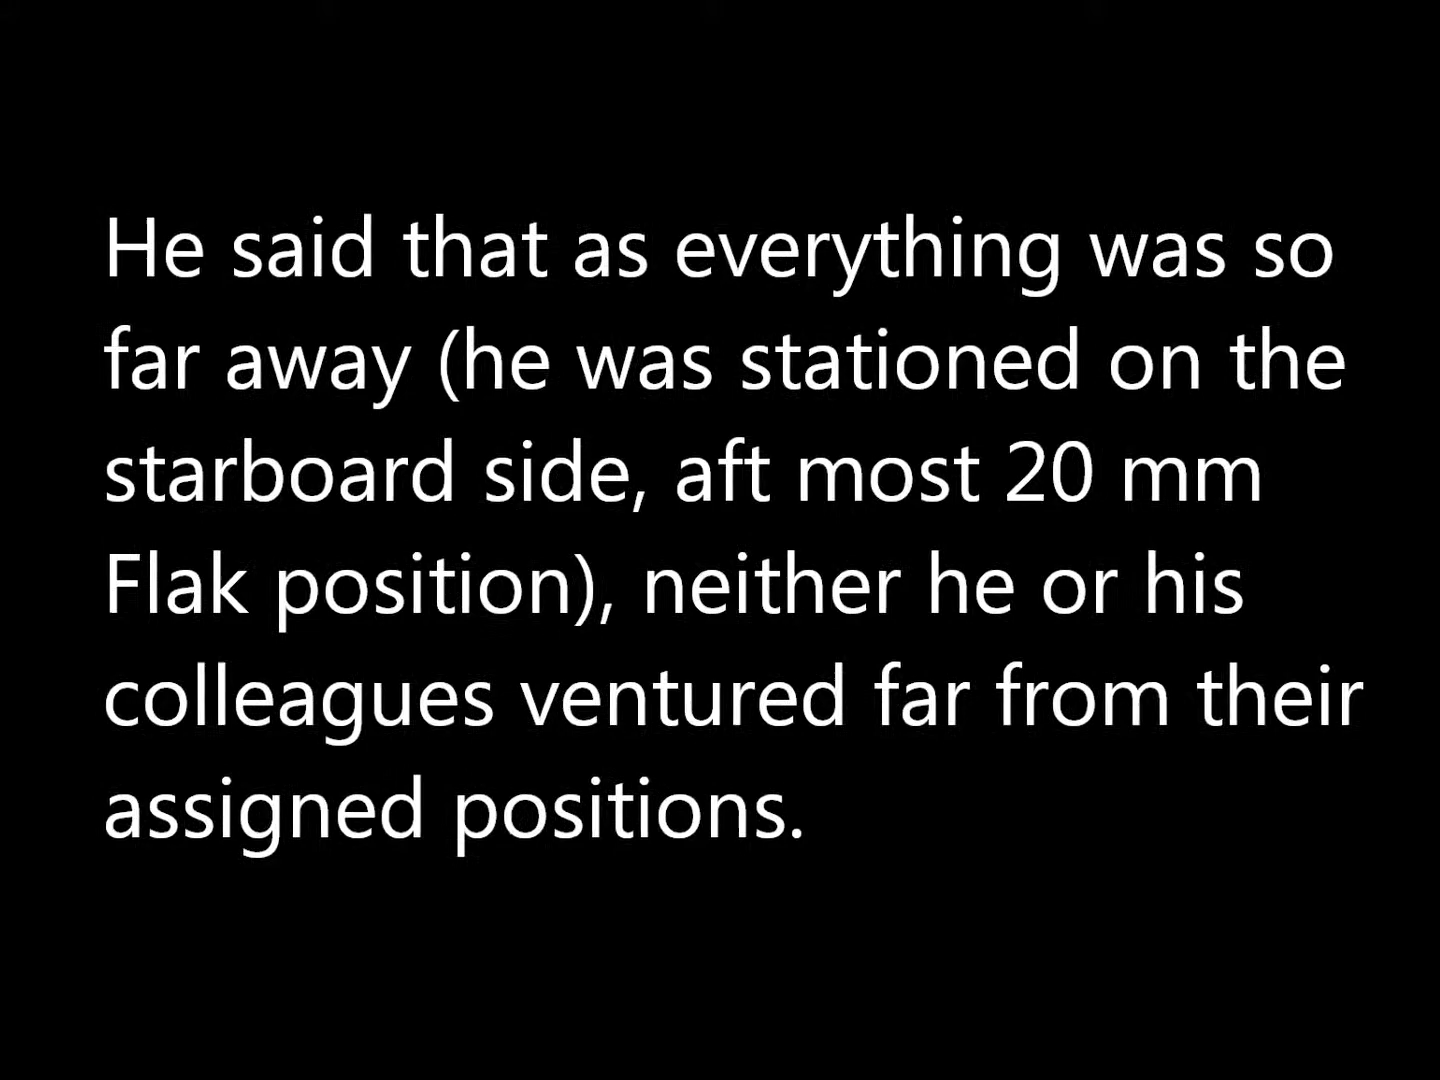 He said that as everything was so
far away (he was stationed on the
starboard side, aft most 20 mm
Flak position), neither he or his
colleagues ventured far from their
assigned positions.